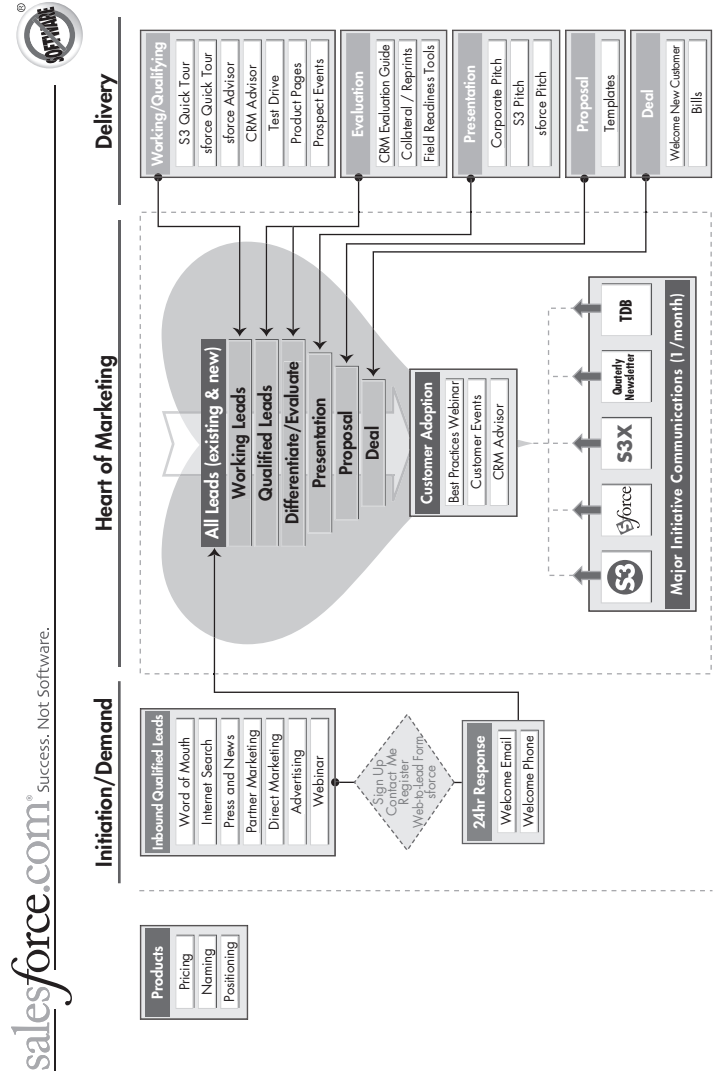 salesforce.com® Success. Not Software.
SOFTWARE
®
Initiation/Demand
Heart of Marketing
Delivery
Products
Pricing
Naming
Positioning
Inbound Qualified Leads
Word of Mouth
Internet Search
Press and News
Partner Marketing
Direct Marketing
Advertising
Webinar
Sign Up
Contact Me
Register
Web-to-Lead Form
sforce
24hr Response
Welcome Email
Welcome Phone
All Leads (existing & new)
Working Leads
Qualified Leads
Differentiate/Evaluate
Presentation
Proposal
Deal
Customer Adoption
Best Practices Webinar
Customer Events
CRM Advisor
S3
Eforce
S3X
Quaterly
Newsletter
TDB
Major Initiative Communications (1/month)
Working/Qualifying
S3 Quick Tour
sforce Quick Tour
sforce Advisor
CRM Advisor
Test Drive
Product Pages
Prospect Events
Evaluation
CRM Evaluation Guide
Collateral / Reprints
Field Readiness Tools
Presentation
Corporate Pitch
S3 Pitch
sforce Pitch
Proposal
Templates
Deal
Welcome New Customer
Bills